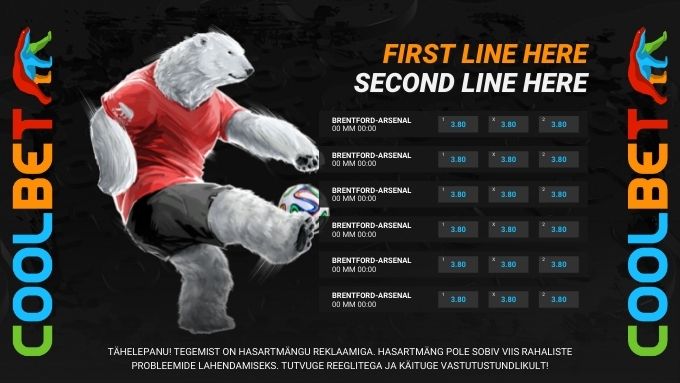 COOLBET
FIRST LINE HERE
SECOND LINE HERE
BRENTFORD-ARSENAL
00 MM 00:00
1 3.80 X 3.80 2 3.80
BRENTFORD-ARSENAL
00 MM 00:00
1 3.80 X 3.80 2 3.80
BRENTFORD-ARSENAL
00 MM 00:00
1 3.80 X 3.80 2 3.80
BRENTFORD-ARSENAL
00 MM 00:00
1 3.80 X 3.80 2 3.80
BRENTFORD-ARSENAL
00 MM 00:00
1 3.80 X 3.80 2 3.80
BRENTFORD-ARSENAL
00 MM 00:00
1 3.80 X 3.80 2 3.80
COOLBET
TÄHELEPANU! TEGEMIST ON HASARTMÄNGU REKLAAMIGA. HASARTMÄNG POLE SOBIV VIIS RAHALISTE
PROBLEEMIDE LAHENDAMISEKS. TUTVUGE REEGLITEGA JA KÄITUGE VASTUTUSTUNDLIKULT!